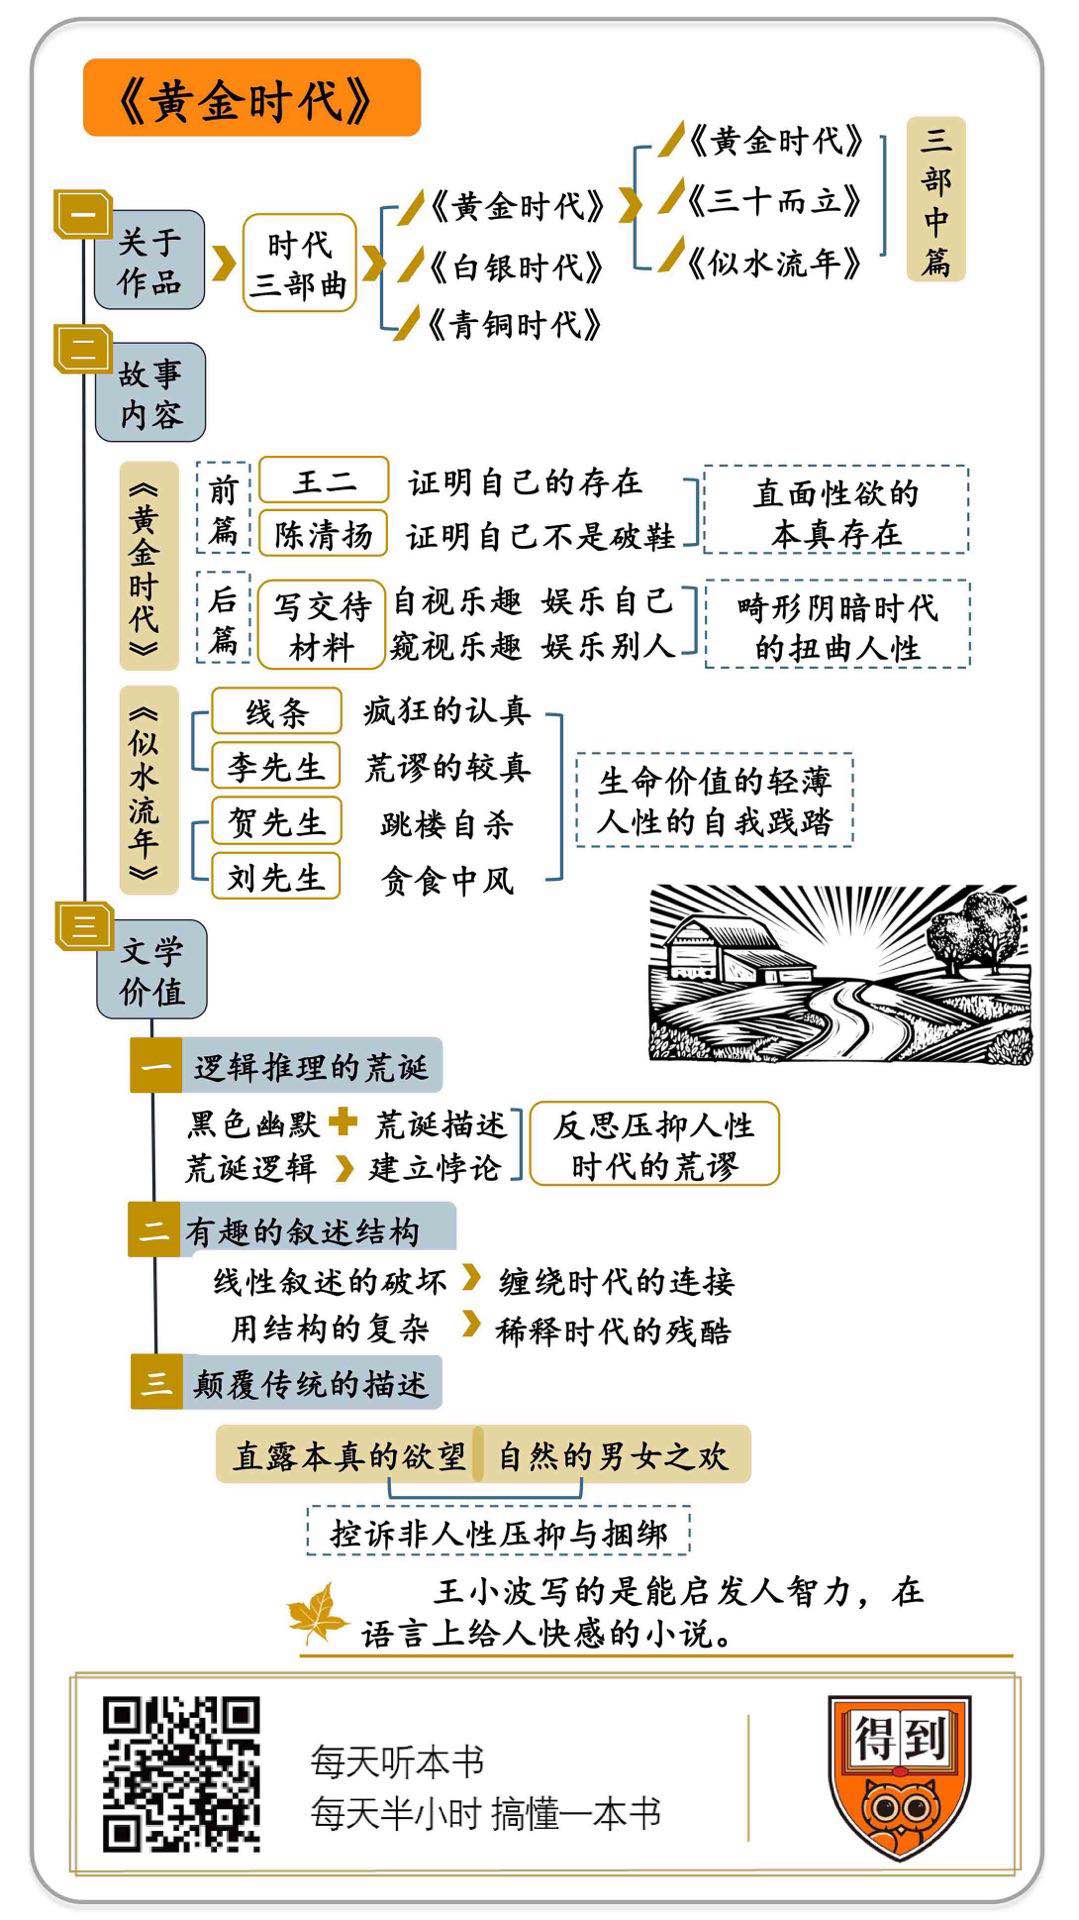 《黄金时代》
一
关于
作品
时代
三部曲
《黄金时代》
《白银时代》
《青铜时代》
《黄金时代》
《三十而立》
《似水流年》
三部中篇
二
故事
内容
《黄金时代》
前篇
王二 证明自己的存在
陈清扬 证明自己不是破鞋
直面性欲的
本真存在
后篇
写交待
材料
自视乐趣 娱乐自己
窥视乐趣 娱乐别人
畸形阴暗时代
的扭曲人性
《似水流年》
线条 疯狂的认真
李先生 荒谬的较真
贺先生 跳楼自杀
刘先生 贪食中风
生命价值的轻薄
人性的自我践踏
三
文学
价值
一 逻辑推理的荒诞
黑色幽默 荒诞描述
荒诞逻辑 建立悖论
反思压抑人性
时代的荒谬
二 有趣的叙述结构
线性叙述的破坏 缠绕时代的连接
用结构的复杂 稀释时代的残酷
三 颠覆传统的描述
直露本真的欲望 自然的男女之欢
控诉非人性压抑与捆绑
王小波写的是能启发人智力，在
语言上给人快感的小说。
每天听本书
每天半小时 搞懂一本书
得到